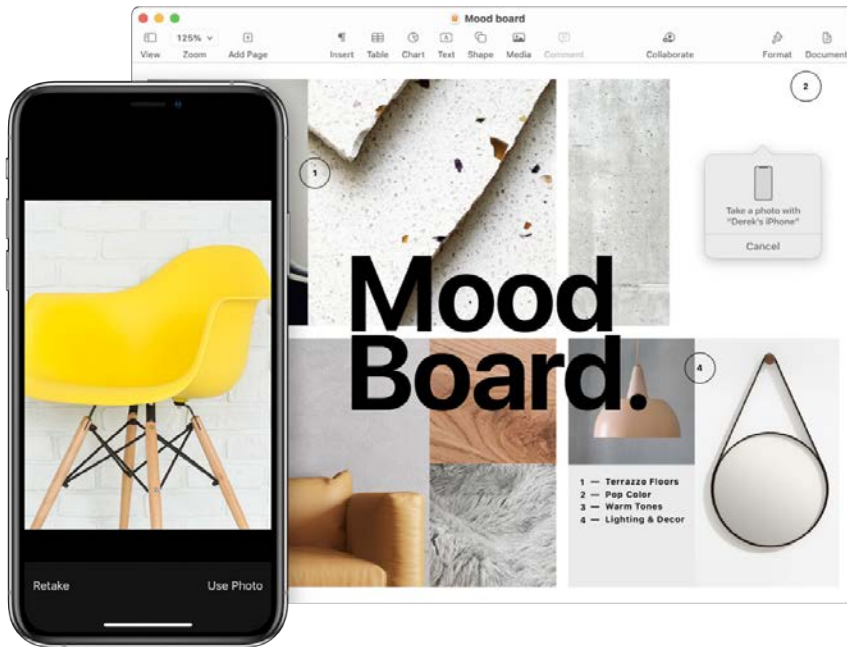 Mood board
125%
View
Zoom
Add Page
Insert
Table
Chart
Text
Shape
Media
Comment
Collaborate
Format
Document
1
2
Take a photo with
"Derek's iPhone"
Cancel
Mood
Board.
4
1 — Terrazzo Floors
2 — Pop Color
3 — Warm Tones
4 — Lighting & Decor
Retake
Use Photo